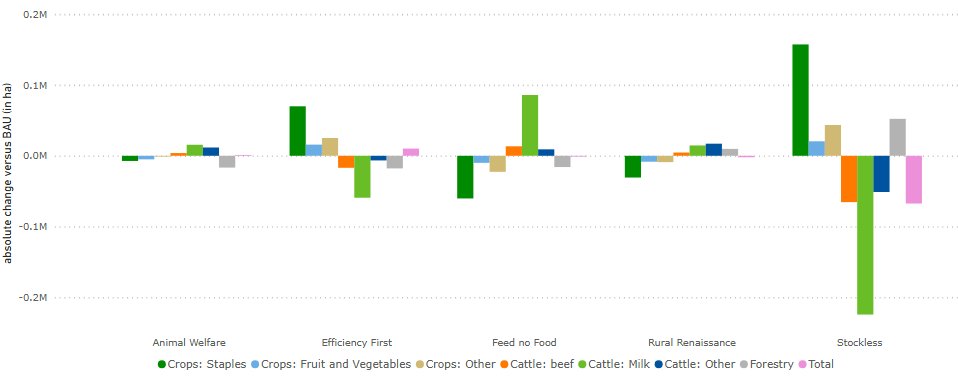 absolute change versus BAU (in ha)
0.2M
0.1M
0.0M
-0.1M
-0.2M
Animal Welfare
Efficiency First
Feed no Food
Rural Renaissance
Stockless
Crops: Staples Crops: Fruit and Vegetables Crops: Other Cattle: beef Cattle: Milk Cattle: Other Forestry Total